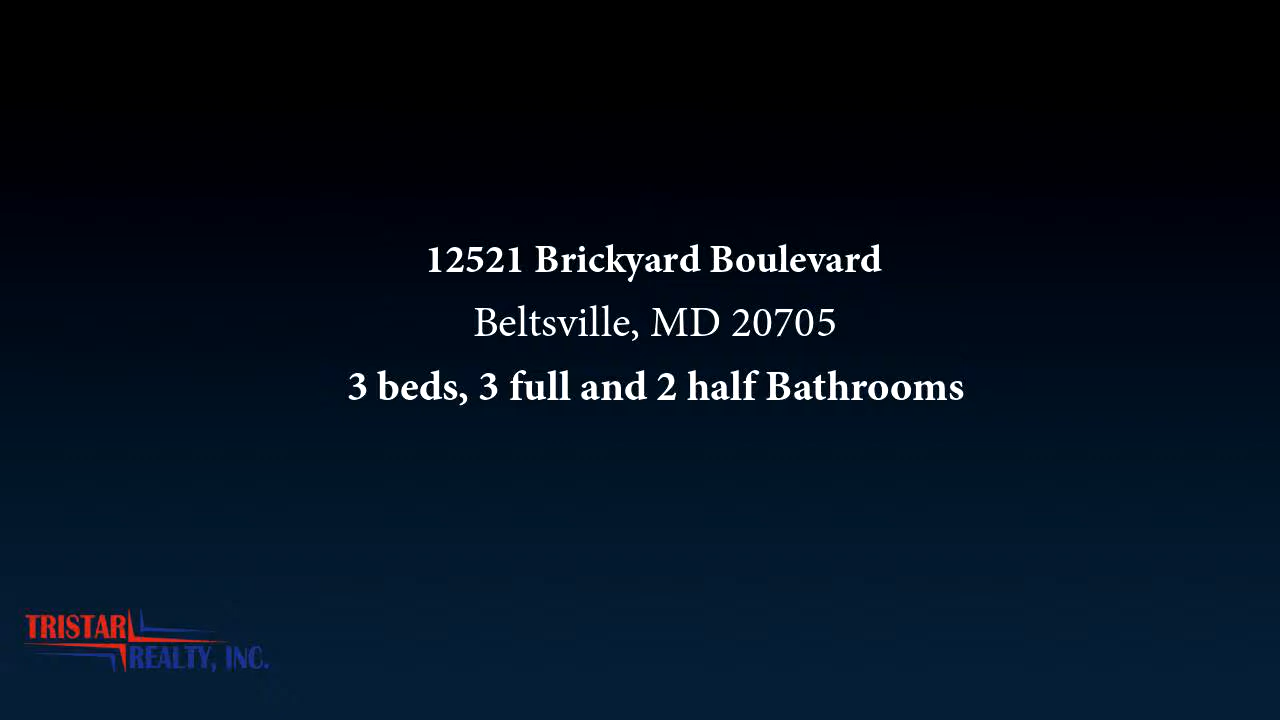 12521 Brickyard Boulevard
Beltsville, MD 20705
3 beds, 3 full and 2 half Bathrooms
TRISTAR
REALTY, INC.